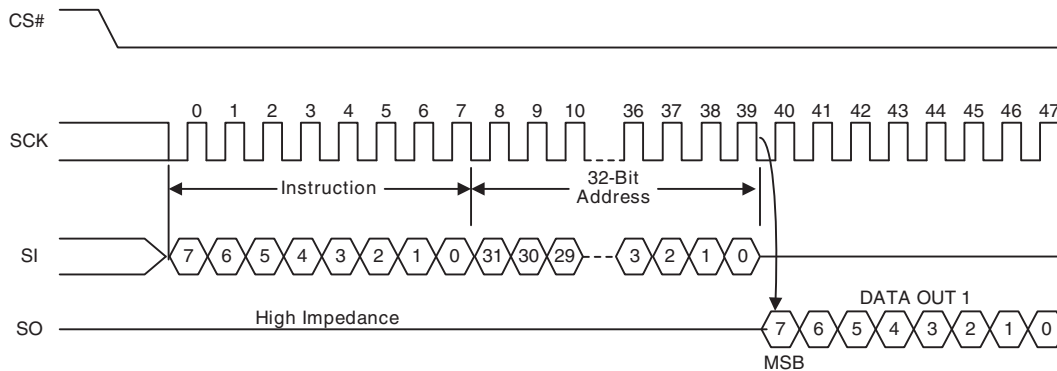 CS#
0 1 2 3 4 5 6 7 8 9 10 36 37 38 39 40 41 42 43 44 45 46 47
SCK
Instruction
32-Bit
Address
SI 7 6 5 4 3 2 1 0 31 30 29 3 2 1 0
DATA OUT 1
High Impedance
SO 7 6 5 4 3 2 1 0
MSB